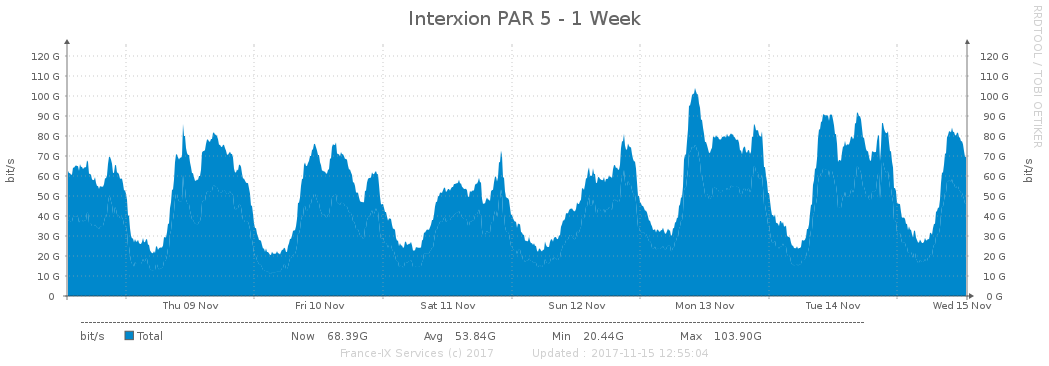 Interxion PAR 5 - 1 Week
RRDTOOL / TOBI OETIKER
120 G 120 G
110 G 110 G
100 G 100 G
90 G 90 G
80 G 80 G
70 G 70 G
60 G 60 G
50 G 50 G
40 G 40 G
30 G 30 G
20 G 20 G
10 G 10 G
0 0 G
bit/s
bit/s
Thu 09 Nov Fri 10 Nov Sat 11 Nov Sun 12 Nov Mon 13 Nov Tue 14 Nov Wed 15 Nov
bit/s Total Now 68.39G Avg 53.84G Min 20.44G Max 103.90G
France-IX Services (c) 2017 Updated : 2017-11-15 12:55:04